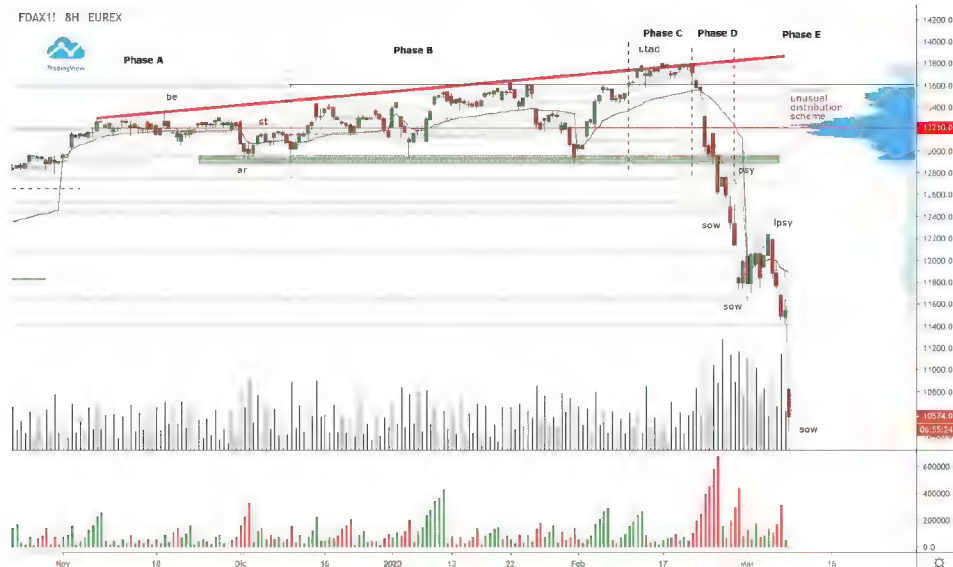 FDAX1! 8H EUREX
TradingView
Phase A
Phase B
Phase C
Phase D
Phase E
utad
be
st
ar
psy
sow
lpsy
sow
sow
unusual
distribution
scheme
14200.0
14000.0
13800.0
13600.0
13400.0
13210.0
13000.0
12800.0
12600.0
12400.0
12200.0
12000.0
11800.0
11600.0
11400.0
11200.0
11000.0
10800.0
10574.0
06:55:24
600000.
400000.
200000.
0.0
Nov
18
Dic
16
2020
13
22
Feb
17
Mar
16